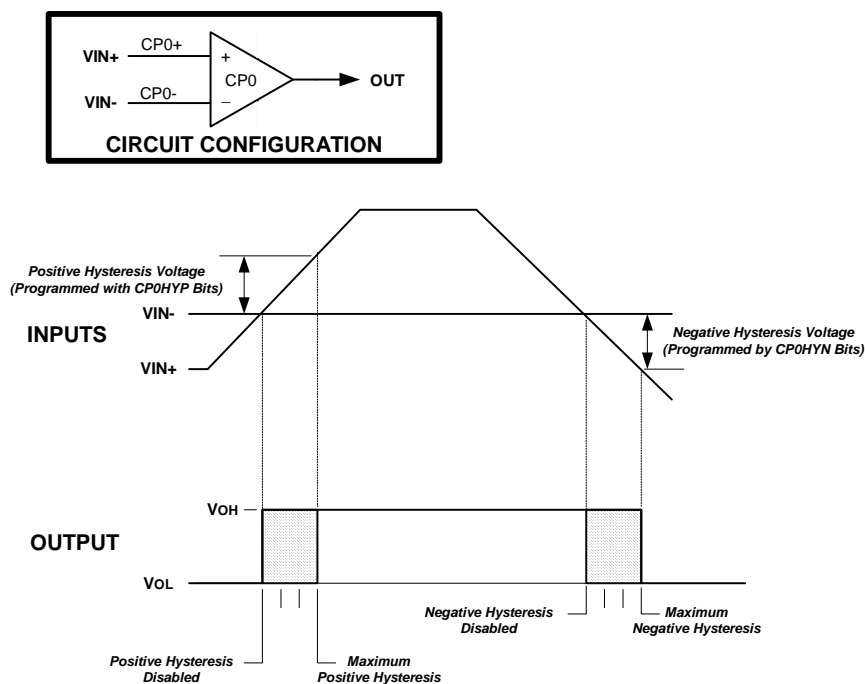 VIN+
CP0+
+
CP0
OUT
VIN-
CP0-
−
CIRCUIT CONFIGURATION
Positive Hysteresis Voltage
(Programmed with CP0HYP Bits)
VIN-
INPUTS
VIN+
Negative Hysteresis Voltage
(Programmed by CP0HYN Bits)
VOH
OUTPUT
VOL
Negative Hysteresis
Disabled
Maximum
Negative Hysteresis
Positive Hysteresis
Disabled
Maximum
Positive Hysteresis